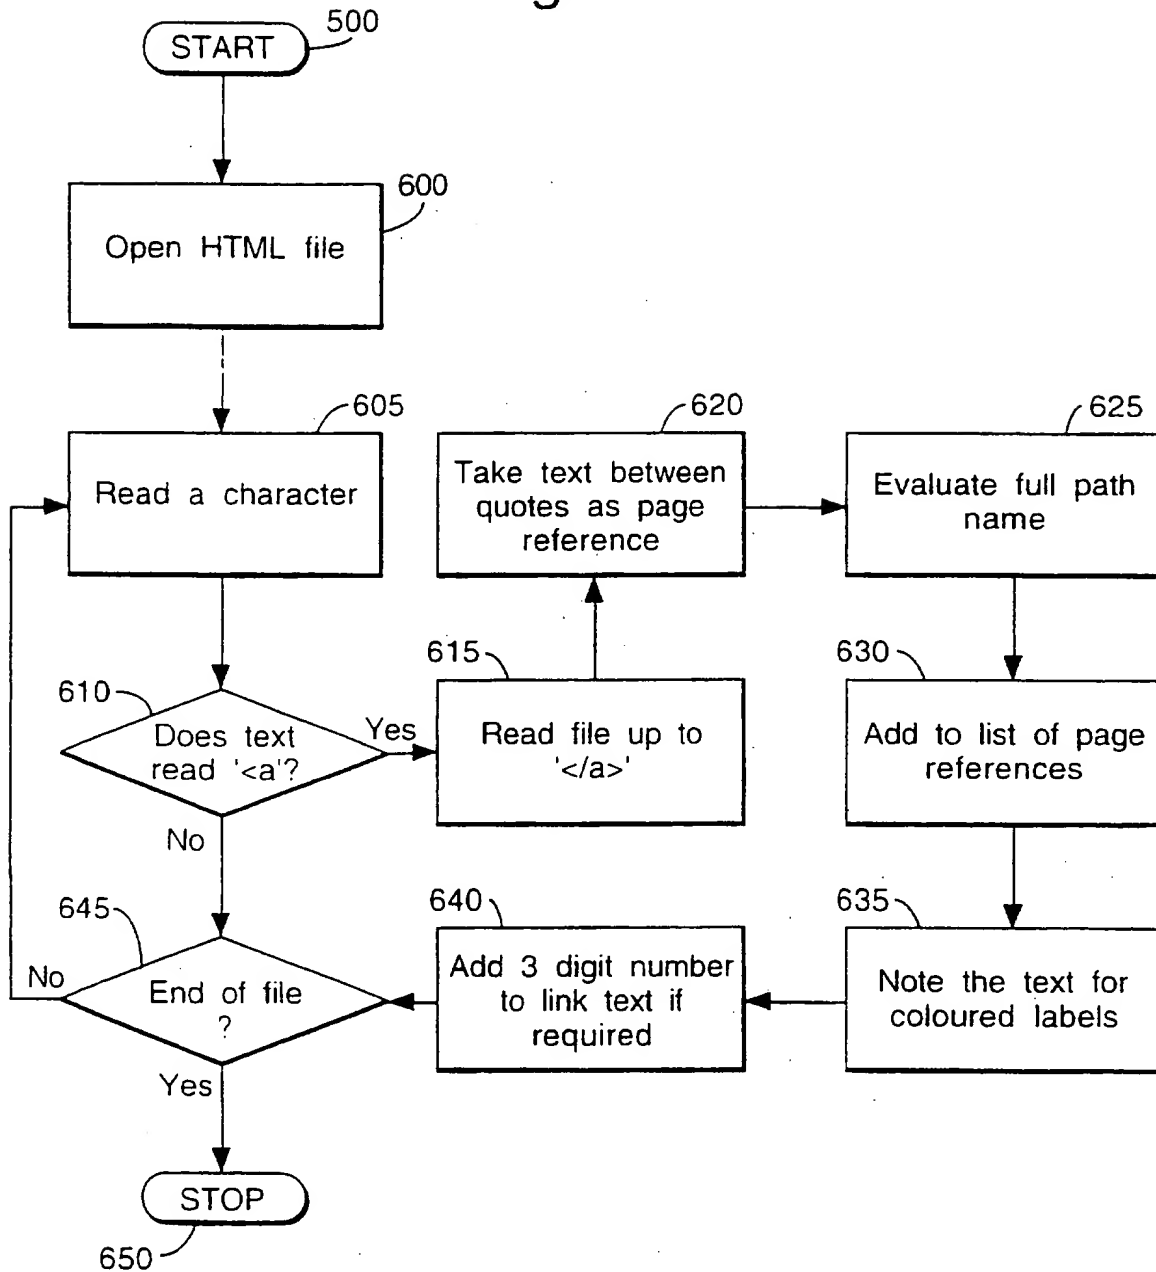 START
500
600
Open HTML file
605
Read a character
620
Take text between
quotes as page
reference
625
Evaluate full path
name
610
Does text
read '<a'?
Yes
No
615
Read file up to
'</a>'
630
Add to list of page
references
645
End of file
?
No
Yes
640
Add 3 digit number
to link text if
required
635
Note the text for
coloured labels
STOP
650